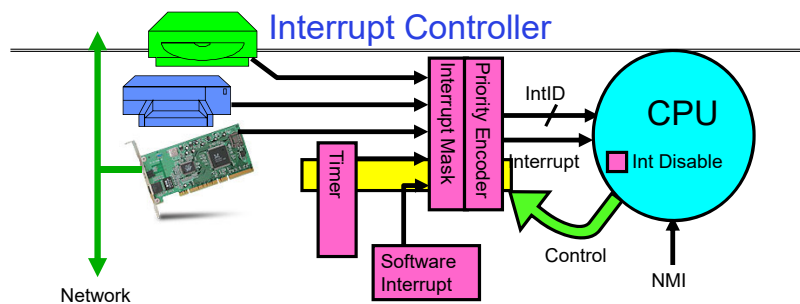 Interrupt Controller
Interrupt Mask
Priority Encoder
IntID
CPU
Interrupt
Int Disable
Timer
Software
Interrupt
Control
NMI
Network